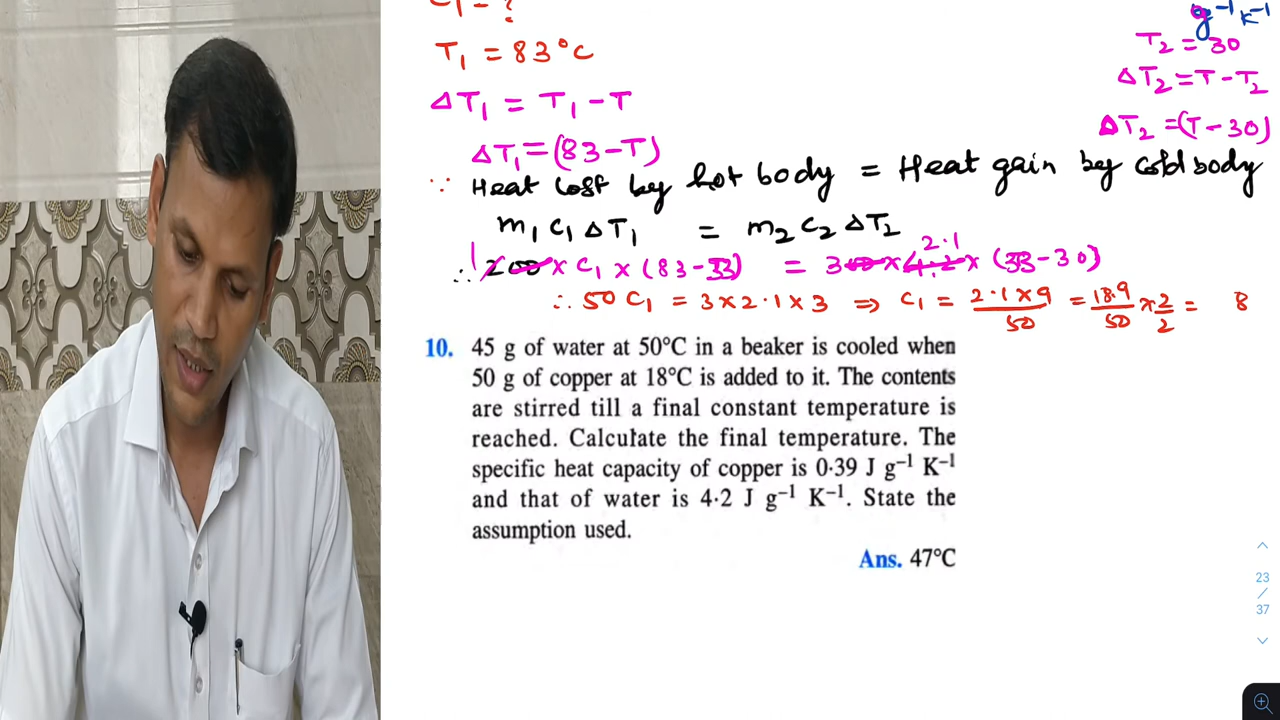 C₁ = ?
g⁻¹ K⁻¹
T₁ = 83°C
T₂ = 30
ΔT₁ = T₁ - T
ΔT₂ = T - T₂
ΔT₁ = (83 - T)
ΔT₂ = (T - 30)
∵ Heat lost by hot body = Heat gain by cold body
m₁ C₁ ΔT₁ = m₂ C₂ ΔT₂
1 2.1
∴ 200 × C₁ × (83 - 33) = 300 × 4.2 × (33 - 30)
∴ 50 C₁ = 3 × 2.1 × 3 ⇒ C₁ = 2.1 × 9 / 50 = 18.9 / 50 × 2 / 2 = 8
10. 45 g of water at 50°C in a beaker is cooled when
50 g of copper at 18°C is added to it. The contents
are stirred till a final constant temperature is
reached. Calculate the final temperature. The
specific heat capacity of copper is 0·39 J g⁻¹ K⁻¹
and that of water is 4·2 J g⁻¹ K⁻¹. State the
assumption used.
Ans. 47°C
23
/
37